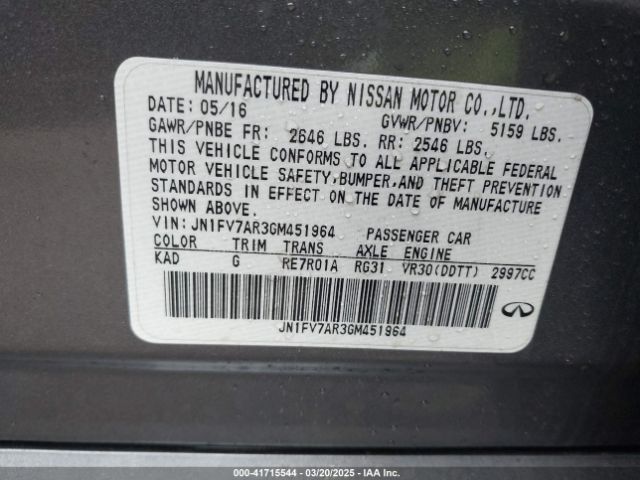 MANUFACTURED BY NISSAN MOTOR CO.,LTD.
DATE: 05/16 GVWR/PNBV: 5159 LBS.
GAWR/PNBE FR: 2646 LBS. RR: 2546 LBS.
THIS VEHICLE CONFORMS TO ALL APPLICABLE FEDERAL
MOTOR VEHICLE SAFETY,BUMPER,AND THEFT PREVENTION
STANDARDS IN EFFECT ON THE DATE OF MANUFACTURE
SHOWN ABOVE.
VIN: JN1FV7AR3GM451964 PASSENGER CAR
COLOR TRIM TRANS AXLE ENGINE
KAD G RE7R01A RG31 VR30(DDTT) 2997CC
JN1FV7AR3GM451964
000-41715544 | 03/20/2025 - IAA Inc.